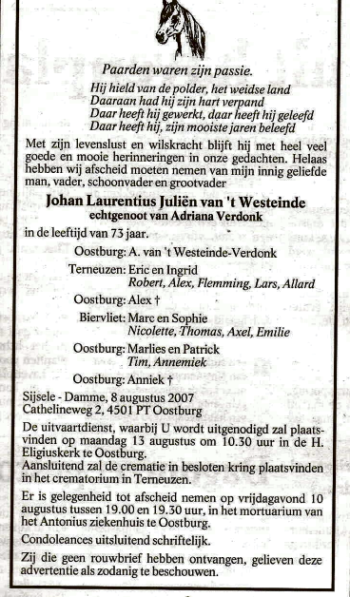 Paarden waren zijn passie.
Hij hield van de polder, het weidse land
Daaraan had hij zijn hart verpand
Daar heeft hij gewerkt, daar heeft hij geleefd
Daar heeft hij, zijn mooiste jaren beleefd
Met zijn levenslust en wilskracht blijft hij met heel veel
goede en mooie herinneringen in onze gedachten. Helaas
hebben wij afscheid moeten nemen van mijn innig geliefde
man, vader, schoonvader en grootvader
Johan Laurentius Juliën van 't Westeinde
echtgenoot van Adriana Verdonk
in de leeftijd van 73 jaar.
Oostburg: A. van 't Westeinde-Verdonk
Terneuzen: Eric en Ingrid
Robert, Alex, Flemming, Lars, Allard
Oostburg: Alex †
Biervliet: Marc en Sophie
Nicolette, Thomas, Axel, Emilie
Oostburg: Marlies en Patrick
Tim, Annemiek
Oostburg: Anniek †
Sijsele - Damme, 8 augustus 2007
Cathelineweg 2, 4501 PT Oostburg
De uitvaartdienst, waarbij U wordt uitgenodigd zal plaats-
vinden op maandag 13 augustus om 10.30 uur in de H.
Eligiuskerk te Oostburg.
Aansluitend zal de crematie in besloten kring plaatsvinden
in het crematorium in Terneuzen.
Er is gelegenheid tot afscheid nemen op vrijdagavond 10
augustus tussen 19.00 en 19.30 uur, in het mortuarium van
het Antonius ziekenhuis te Oostburg.
Condoleances uitsluitend schriftelijk.
Zij die geen rouwbrief hebben ontvangen, gelieven deze
advertentie als zodanig te beschouwen.